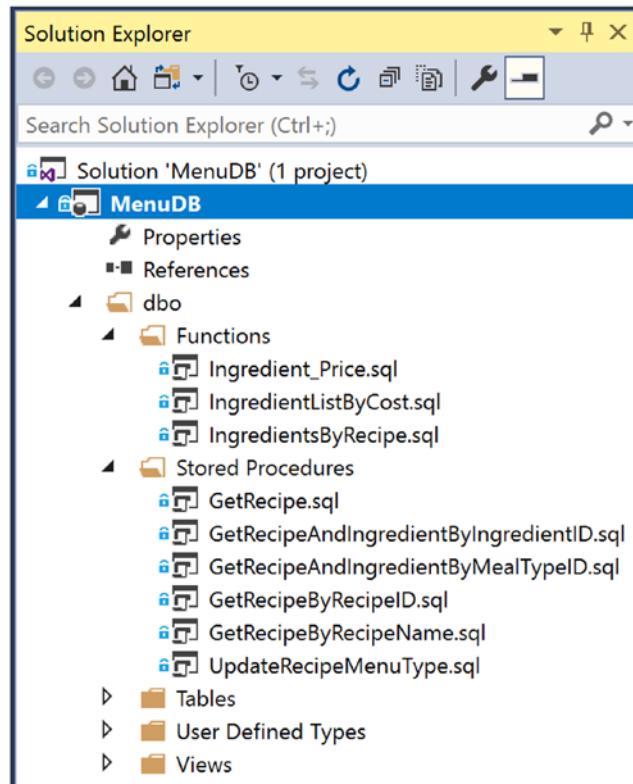 Solution Explorer
Search Solution Explorer (Ctrl+;)
Solution 'MenuDB' (1 project)
MenuDB
Properties
References
dbo
Functions
Ingredient_Price.sql
IngredientListByCost.sql
IngredientsByRecipe.sql
Stored Procedures
GetRecipe.sql
GetRecipeAndIngredientByIngredientID.sql
GetRecipeAndIngredientByMealTypeID.sql
GetRecipeByRecipeID.sql
GetRecipeByRecipeName.sql
UpdateRecipeMenuType.sql
Tables
User Defined Types
Views